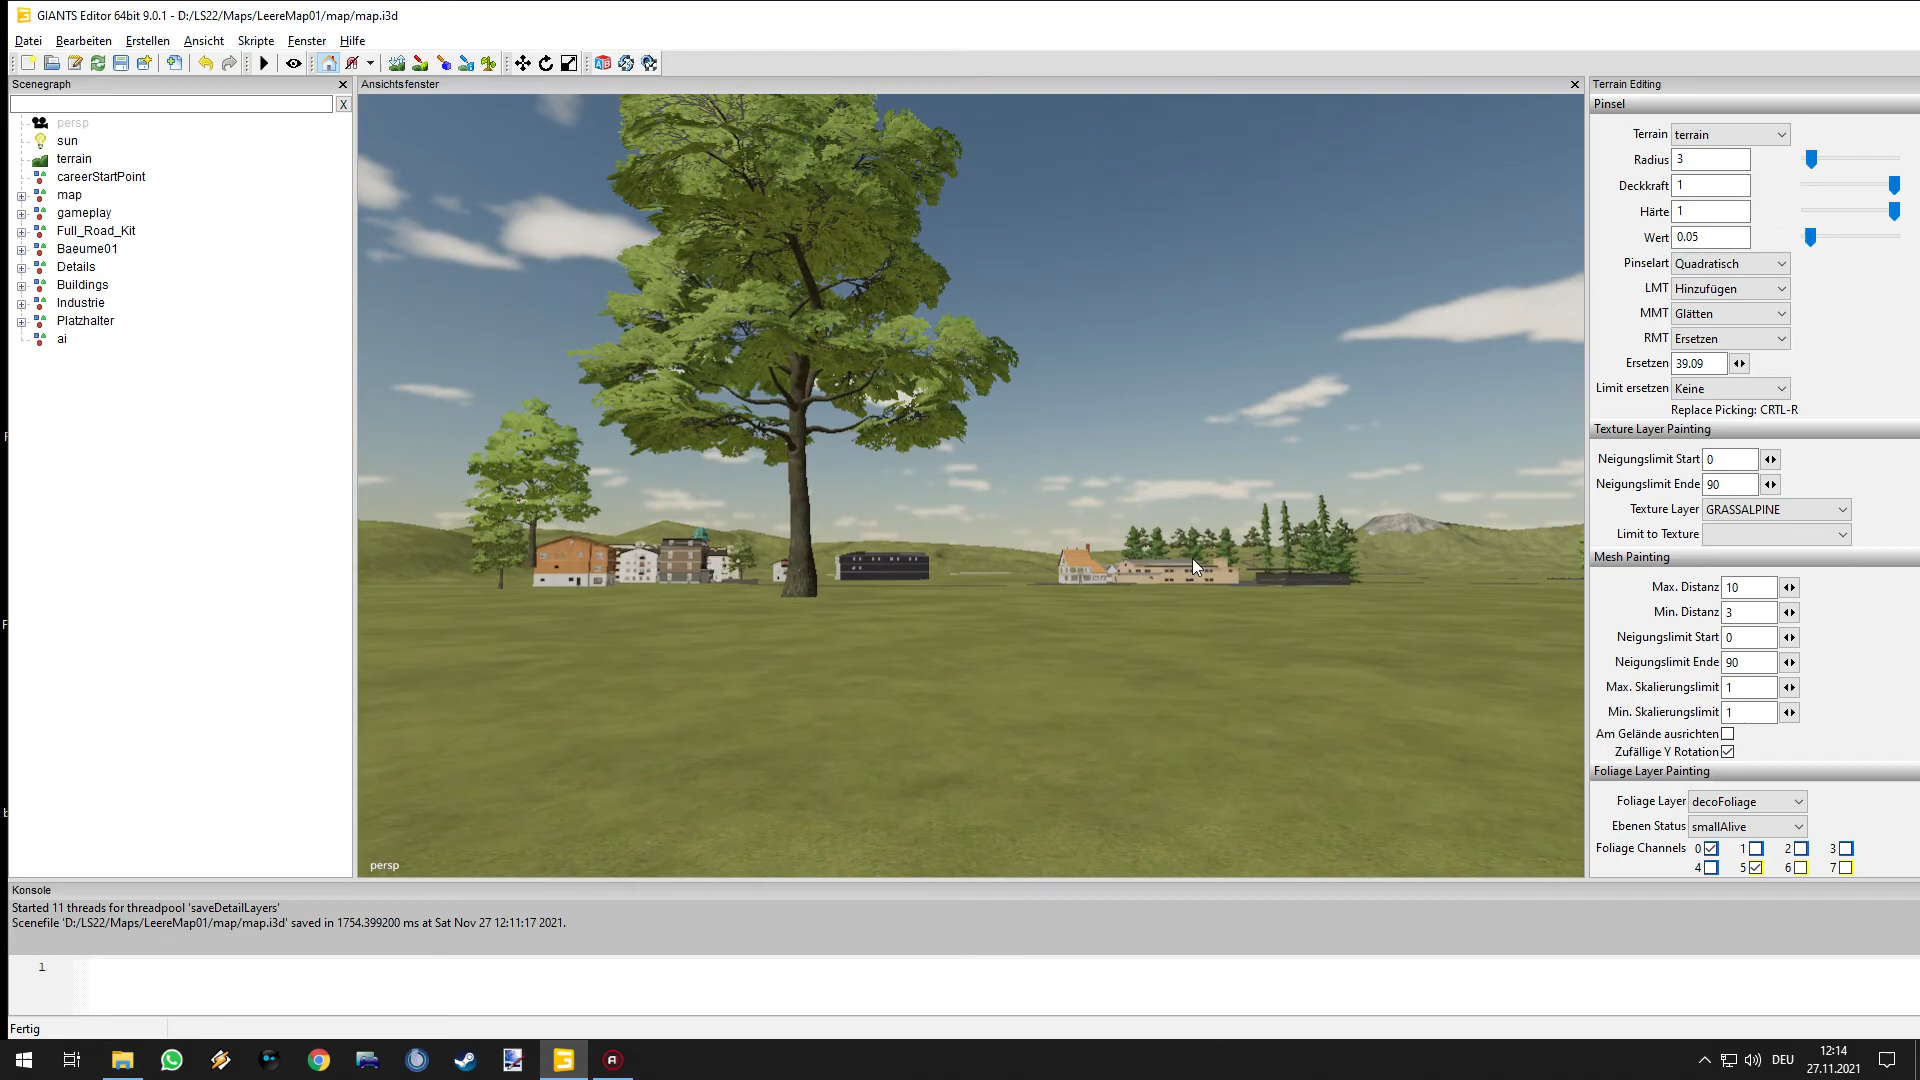 GIANTS Editor 64bit 9.0.1 - D:/LS22/Maps/LeereMap01/map/map.i3d
Datei Bearbeiten Erstellen Ansicht Skripte Fenster Hilfe
Scenegraph
X
persp
sun
terrain
careerStartPoint
map
gameplay
Full_Road_Kit
Baeume01
Details
Buildings
Industrie
Platzhalter
ai
Ansichtsfenster
persp
Terrain Editing
Pinsel
Terrain terrain
Radius 3
Deckkraft 1
Härte 1
Wert 0.05
Pinselart Quadratisch
LMT Hinzufügen
MMT Glätten
RMT Ersetzen
Ersetzen 39.09
Limit ersetzen Keine
Replace Picking: CRTL-R
Texture Layer Painting
Neigungslimit Start 0
Neigungslimit Ende 90
Texture Layer GRASSALPINE
Limit to Texture
Mesh Painting
Max. Distanz 10
Min. Distanz 3
Neigungslimit Start 0
Neigungslimit Ende 90
Max. Skalierungslimit 1
Min. Skalierungslimit 1
Am Gelände ausrichten
Zufällige Y Rotation
Foliage Layer Painting
Foliage Layer decoFoliage
Ebenen Status smallAlive
Foliage Channels 0 1 2 3
4 5 6 7
Konsole
Started 11 threads for threadpool 'saveDetailLayers'
Scenefile 'D:/LS22/Maps/LeereMap01/map/map.i3d' saved in 1754.399200 ms at Sat Nov 27 12:11:17 2021.
1
Fertig
DEU
12:14
27.11.2021